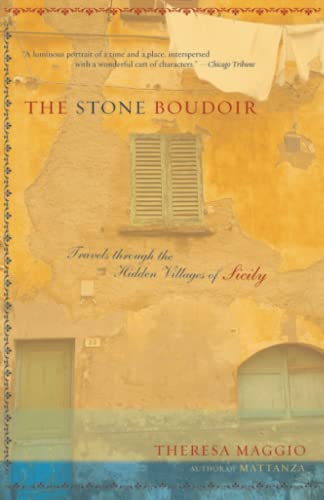 "A luminous portrait of a time and a place, interspersed
with a wonderful cast of characters." —Chicago Tribune
THE STONE BOUDOIR
Travels through the
Hidden Villages of Sicily
THERESA MAGGIO
AUTHOR OF MATTANZA